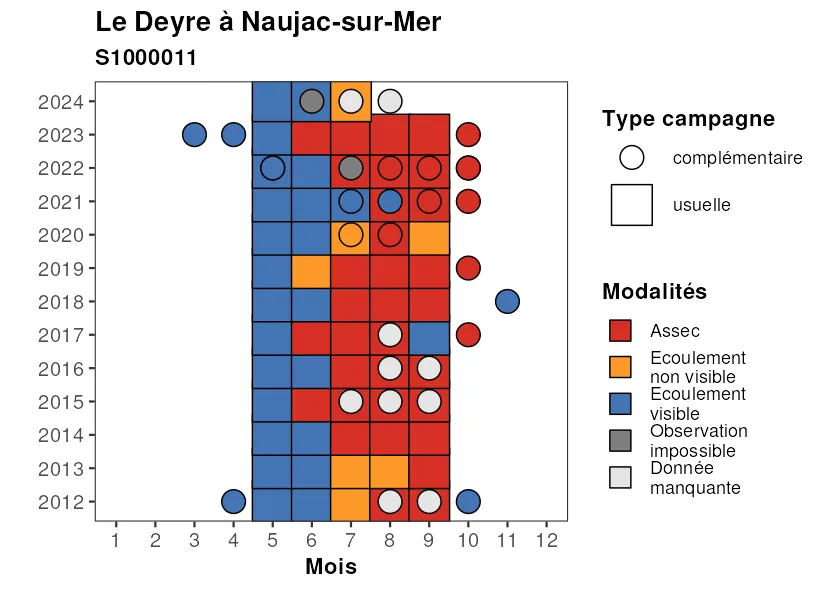 Le Deyre à Naujac-sur-Mer
S1000011
2024
2023
2022
2021
2020
2019
2018
2017
2016
2015
2014
2013
2012
1 2 3 4 5 6 7 8 9 10 11 12
Mois
Type campagne
complémentaire
usuelle
Modalités
Assec
Ecoulement
non visible
Ecoulement
visible
Observation
impossible
Donnée
manquante